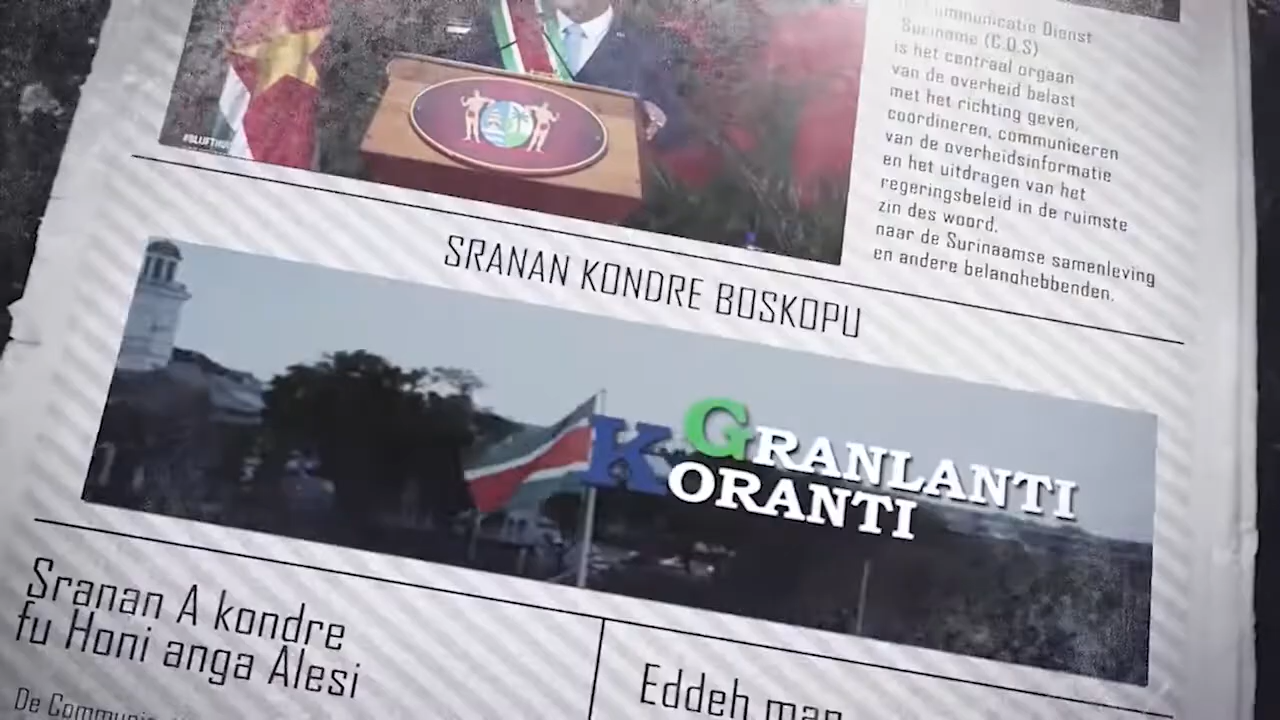 Communicatie Dienst
Suriname (C.D.S)
is het centraal orgaan
van de overheid belast
met het richting geven,
coordineren, communiceren
van de overheidsinformatie
en het uitdragen van het
regeringsbeleid in de ruimste
zin des woord.
naar de Surinaamse samenleving
en andere belanghebbenden.
SRANAN KONDRE BOSKOPU
GRANLANTI
KORANTI
Sranan A kondre
fu Honi anga Alesi
Eddeh man
De